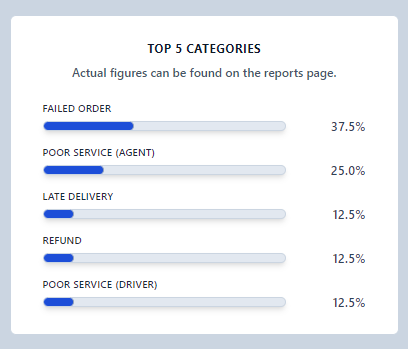 TOP 5 CATEGORIES
Actual figures can be found on the reports page.
FAILED ORDER
37.5%
POOR SERVICE (AGENT)
25.0%
LATE DELIVERY
12.5%
REFUND
12.5%
POOR SERVICE (DRIVER)
12.5%